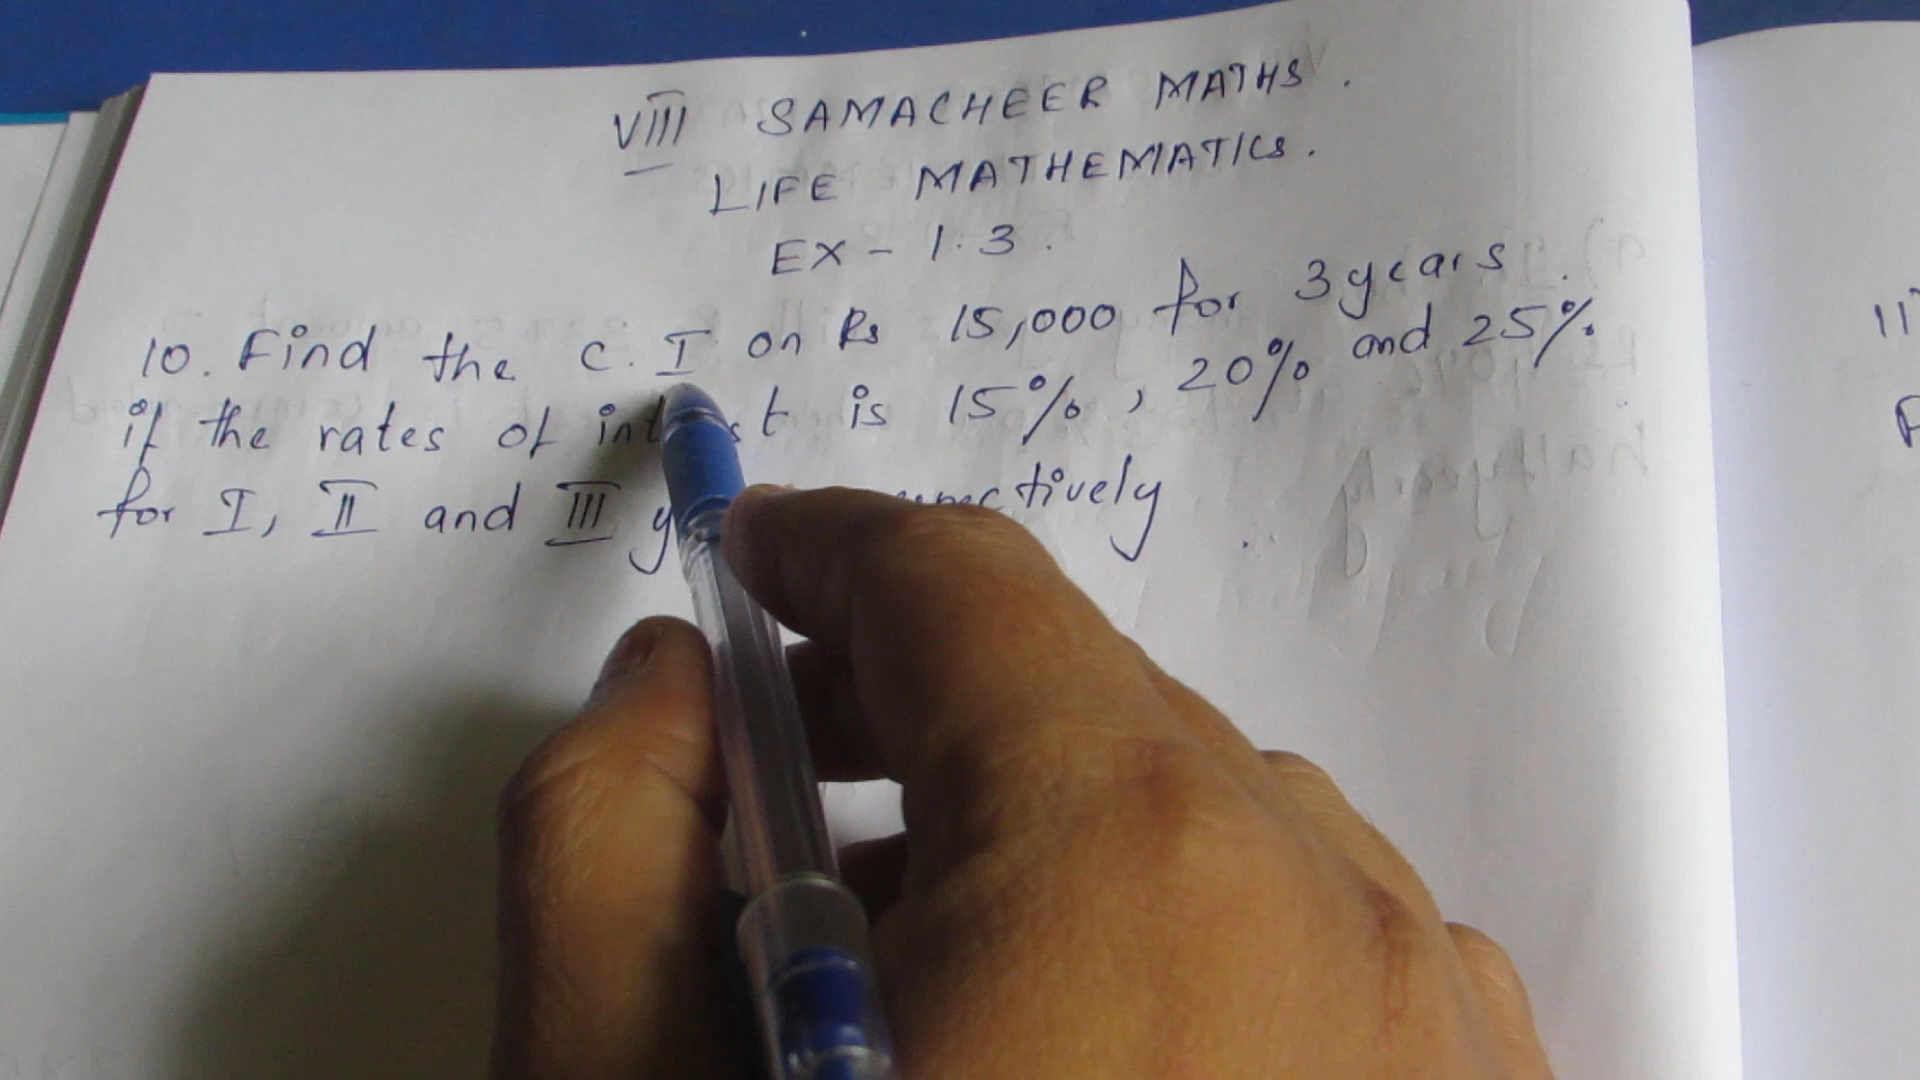 VIII SAMACHEER MATHS.
LIFE MATHEMATICS.
EX - 1.3.
10. Find the C.I on Rs 15,000 for 3 years.
if the rates of is 15%, 20% and 25%
for I, II and III